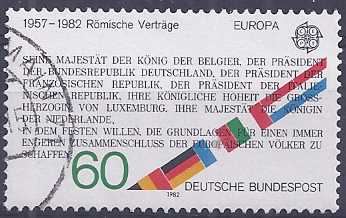 1957-1982 Römische Verträge
EUROPA
CEPT
SEINE MAJESTÄT DER KÖNIG DER BELGIER, DER PRÄSIDENT
DER BUNDESREPUBLIK DEUTSCHLAND, DER PRÄSIDENT DER
FRANZÖSISCHEN REPUBLIK, DER PRÄSIDENT DER ITALIE-
NISCHEN REPUBLIK, IHRE KÖNIGLICHE HOHEIT DIE GROSS-
HERZOGIN VON LUXEMBURG, IHRE MAJESTÄT DIE KÖNIGIN
DER NIEDERLANDE,
IN DEM FESTEN WILLEN, DIE GRUNDLAGEN FÜR EINEN IMMER
ENGEREN ZUSAMMENSCHLUSS DER EUROPÄISCHEN VÖLKER ZU
SCHAFFEN
60
1982
DEUTSCHE BUNDESPOST